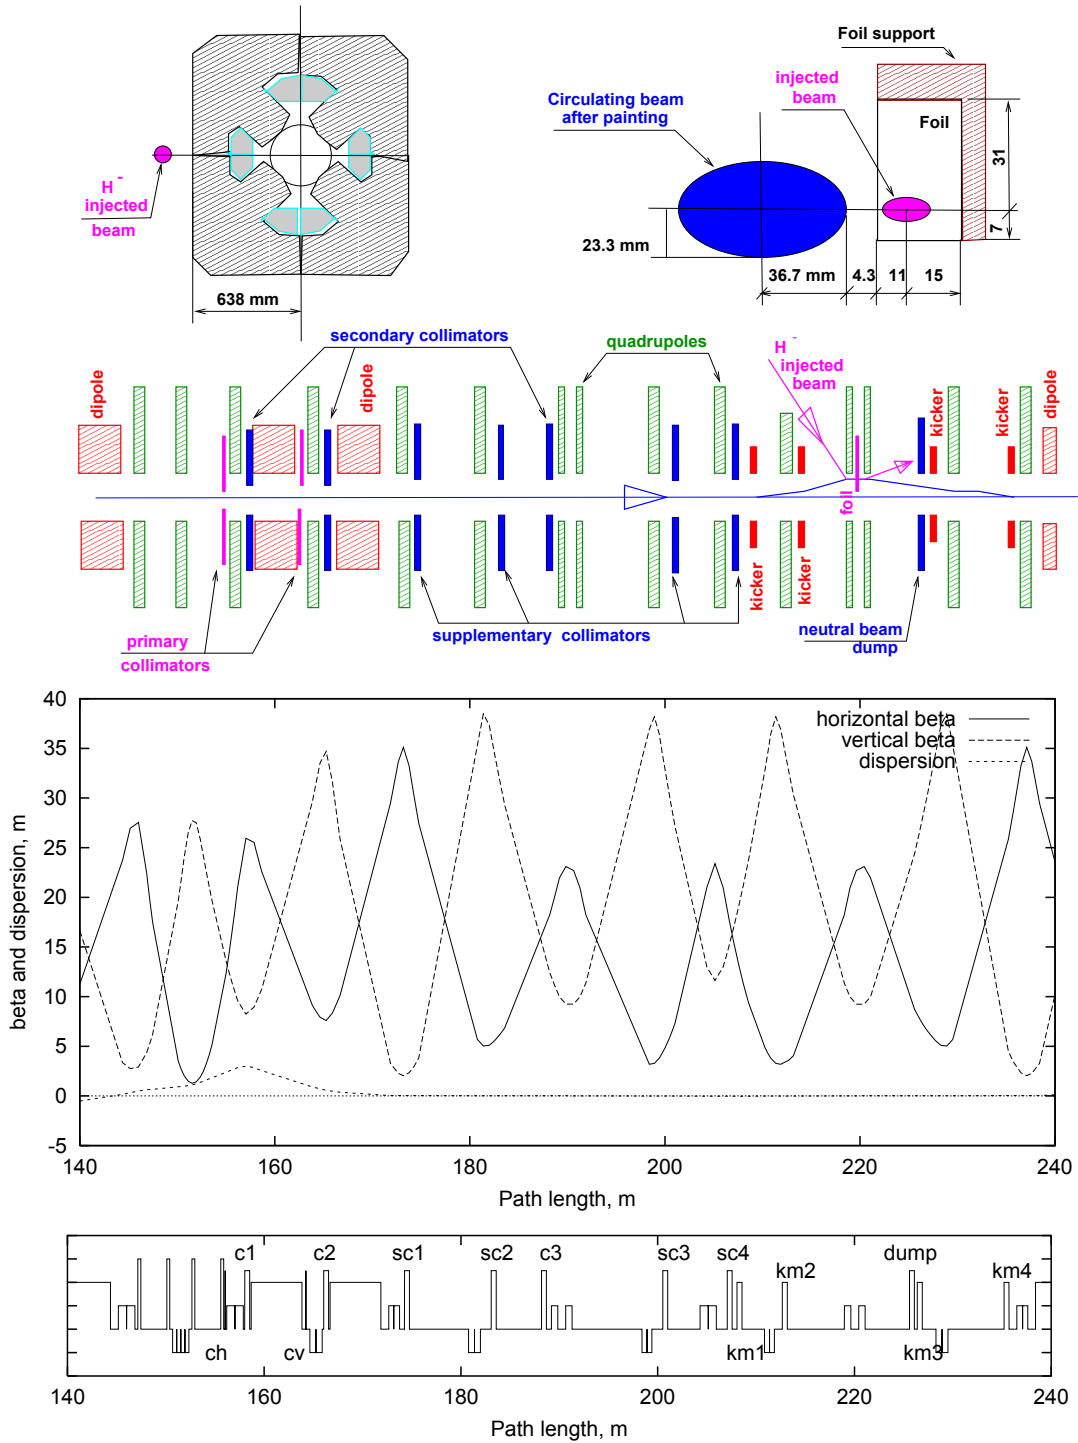 H -
injected
beam
638 mm
Foil support
injected
beam
Circulating beam
after painting
Foil
31
7
23.3 mm
36.7 mm
4.3
11
15
secondary collimators
quadrupoles
H -
injected
beam
dipole
dipole
kicker
kicker
dipole
foil
kicker
kicker
primary
collimators
supplementary collimators
neutral beam
dump
40
35
30
25
20
15
10
5
0
-5
140
160
180
200
220
240
beta and dispersion, m
horizontal beta
vertical beta
dispersion
Path length, m
c1
c2
sc1
sc2
c3
sc3
sc4
km2
dump
km4
ch
cv
km1
km3
140
160
180
200
220
240
Path length, m